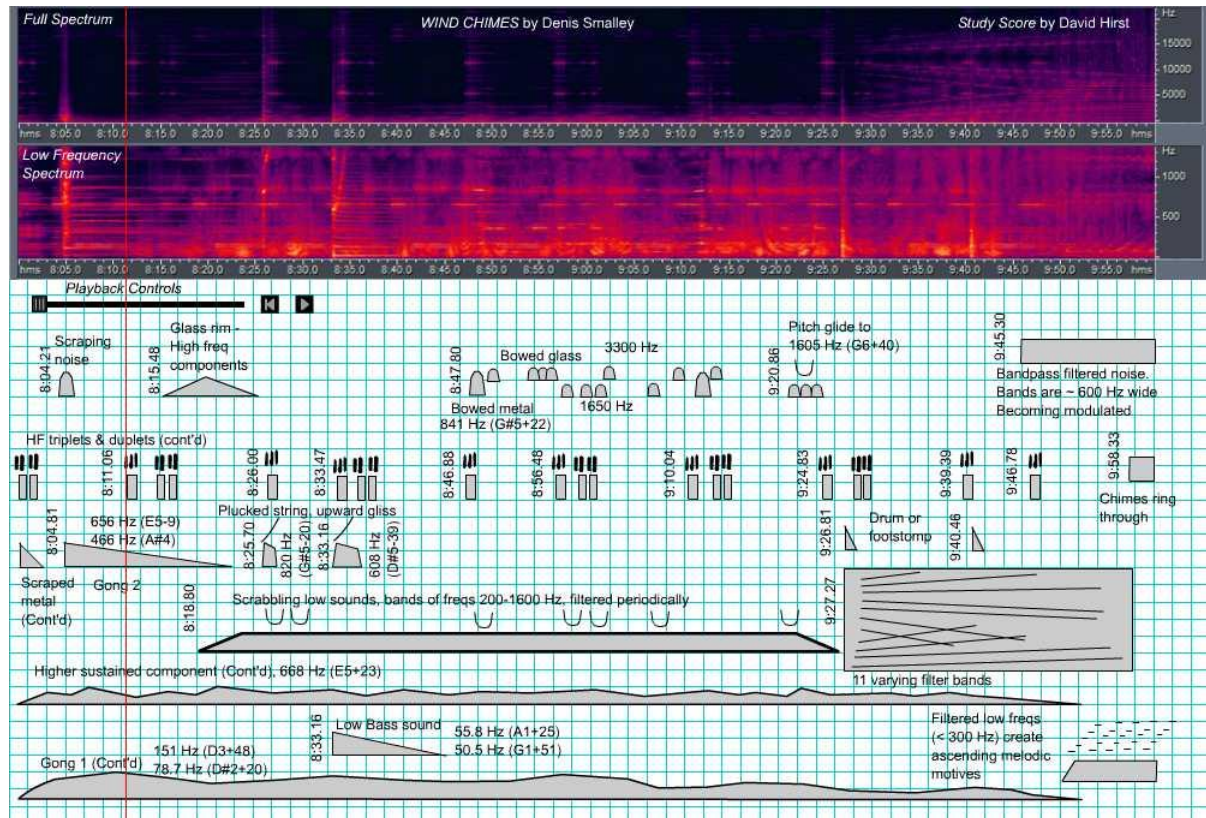 Full Spectrum
WIND CHIMES by Denis Smalley
Study Score by David Hirst
Hz
15000
10000
5000
hms 8:05.0 8:10.0 8:15.0 8:20.0 8:25.0 8:30.0 8:35.0 8:40.0 8:45.0 8:50.0 8:55.0 9:00.0 9:05.0 9:10.0 9:15.0 9:20.0 9:25.0 9:30.0 9:35.0 9:40.0 9:45.0 9:50.0 9:55.0 hms
Low Frequency
Spectrum
Hz
1000
500
hms 8:05.0 8:10.0 8:15.0 8:20.0 8:25.0 8:30.0 8:35.0 8:40.0 8:45.0 8:50.0 8:55.0 9:00.0 9:05.0 9:10.0 9:15.0 9:20.0 9:25.0 9:30.0 9:35.0 9:40.0 9:45.0 9:50.0 9:55.0 hms
Playback Controls
8:04.21
Scraping
noise
8:15.48
Glass rim -
High freq
components
8:47.80
Bowed glass
3300 Hz
Bowed metal
841 Hz (G#5+22)
1650 Hz
9:20.86
Pitch glide to
1605 Hz (G6+40)
9:45.30
Bandpass filtered noise.
Bands are ~ 600 Hz wide
Becoming modulated
HF triplets & duplets (cont'd)
8:11.06
8:26.00
8:33.47
8:46.88
8:56.48
9:10.04
9:24.83
9:39.39
9:46.78
9:58.33
Chimes ring
through
Scraped
metal
(Cont'd)
8:04.81
656 Hz (E5-9)
466 Hz (A#4)
Gong 2
Plucked string, upward gliss
8:25.70
820 Hz
(G#5-20)
8:33.16
608 Hz
(D#5-39)
9:26.81
Drum or
footstomp
9:40.46
8:18.80
Scrabbling low sounds, bands of freqs 200-1600 Hz, filtered periodically
9:27.27
11 varying filter bands
Higher sustained component (Cont'd), 668 Hz (E5+23)
8:33.16
Low Bass sound
55.8 Hz (A1+25)
50.5 Hz (G1+51)
Filtered low freqs
(< 300 Hz) create
ascending melodic
motives
Gong 1 (Cont'd)
151 Hz (D3+48)
78.7 Hz (D#2+20)